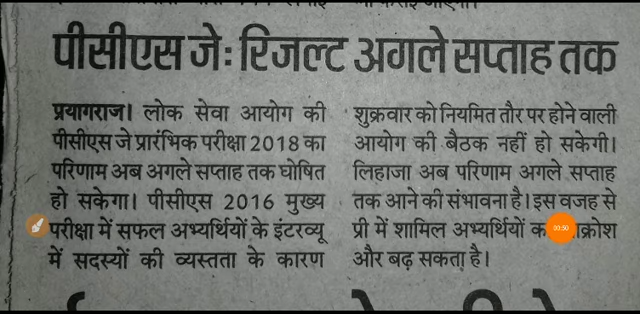 पीसीएस जे: रिजल्ट अगले सप्ताह तक
प्रयागराज। लोक सेवा आयोग की
पीसीएस जे प्रारंभिक परीक्षा 2018 का
परिणाम अब अगले सप्ताह तक घोषित
हो सकेगा। पीसीएस 2016 मुख्य
परीक्षा में सफल अभ्यर्थियों के इंटरव्यू
में सदस्यों की व्यस्तता के कारण
शुक्रवार को नियमित तौर पर होने वाली
आयोग की बैठक नहीं हो सकेगी।
लिहाजा अब परिणाम अगले सप्ताह
तक आने की संभावना है। इस वजह से
प्री में शामिल अभ्यर्थियों
और बढ़ सकता है।
00:50